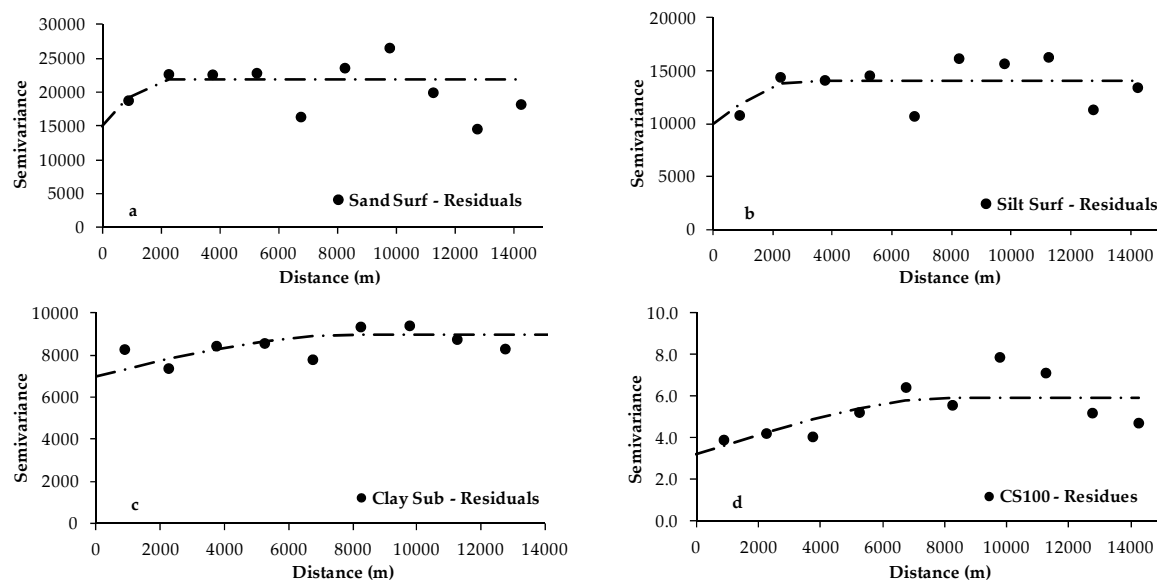 30000
25000
20000
15000
10000
5000
0
Semivariance
a
Sand Surf - Residuals
0 2000 4000 6000 8000 10000 12000 14000
Distance (m)
20000
15000
10000
5000
0
Semivariance
b
Silt Surf - Residuals
0 2000 4000 6000 8000 10000 12000 14000
Distance (m)
10000
8000
6000
4000
2000
0
Semivariance
c
Clay Sub - Residuals
0 2000 4000 6000 8000 10000 12000 14000
Distance (m)
10.0
8.0
6.0
4.0
2.0
0.0
Semivariance
d
CS100 - Residues
0 2000 4000 6000 8000 10000 12000 14000
Distance (m)